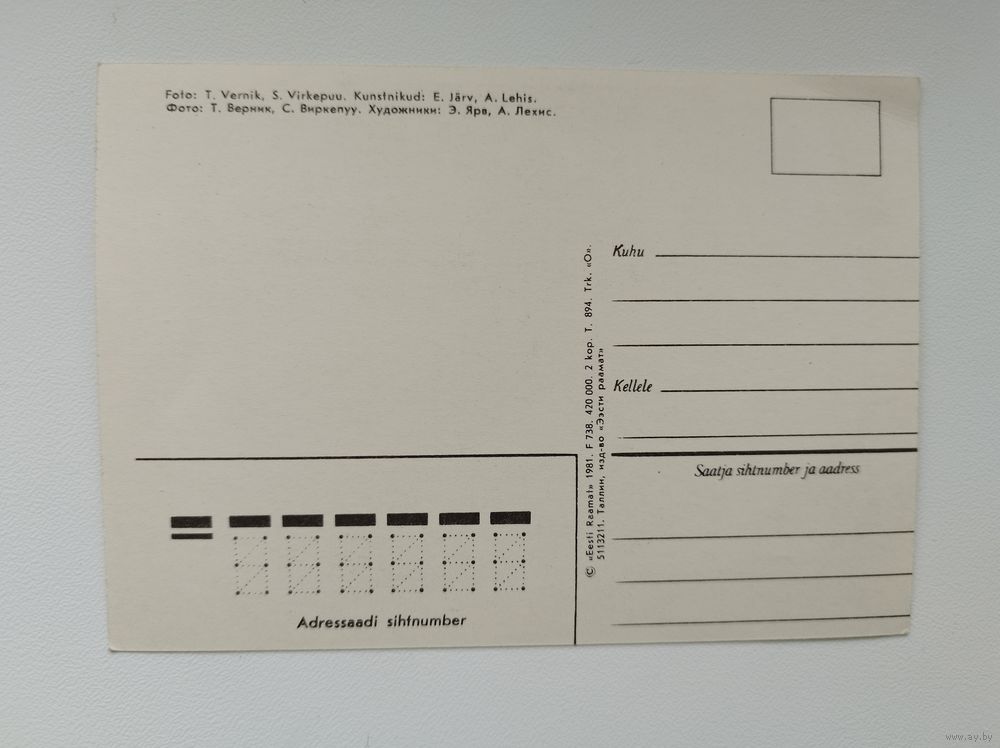 Foto: T. Vernik, S. Virkepuu. Kunstnikud: E. Järv, A. Lehis.
Фото: Т. Верник, С. Виркепуу. Художники: Э. Ярв, А. Лехис.
Kuhu
Kellele
© «Eesti Raamat» 1981. F 738. 420 000. 2 kop. T. 894. Trk. «O».
5113211. Таллин, изд-во «Ээсти раамат»
Saatja sihtnumber ja aadress
Adressaadi sihtnumber
www.ay.by